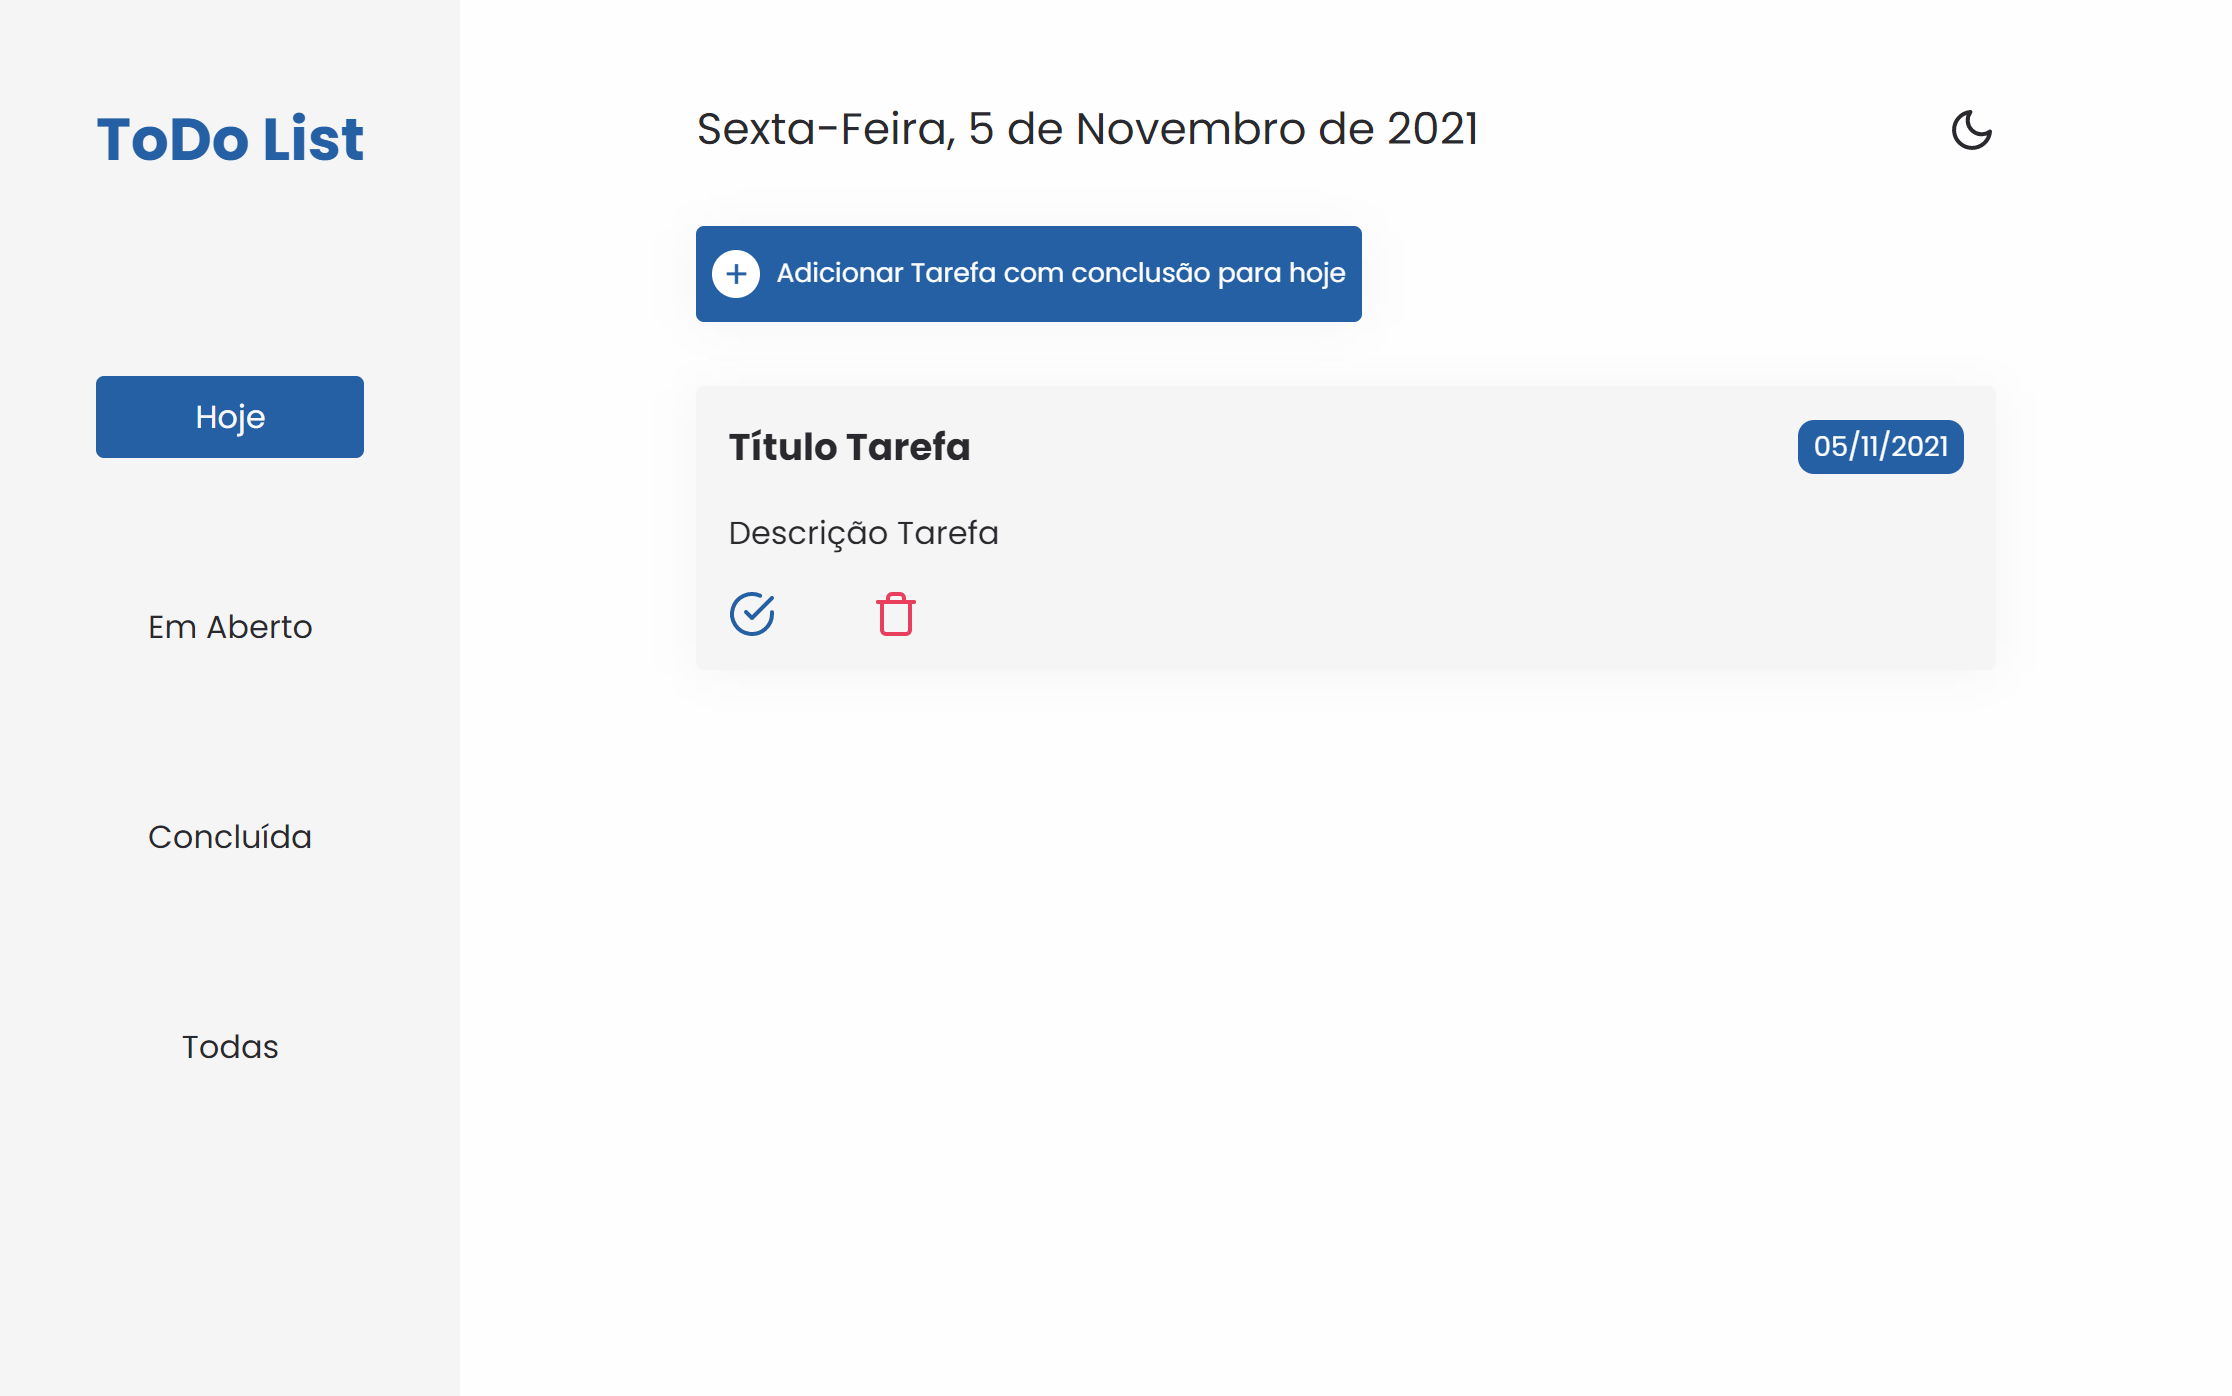 ToDo List
Hoje
Em Aberto
Concluída
Todas
Sexta-Feira, 5 de Novembro de 2021
Adicionar Tarefa com conclusão para hoje
Título Tarefa
05/11/2021
Descrição Tarefa